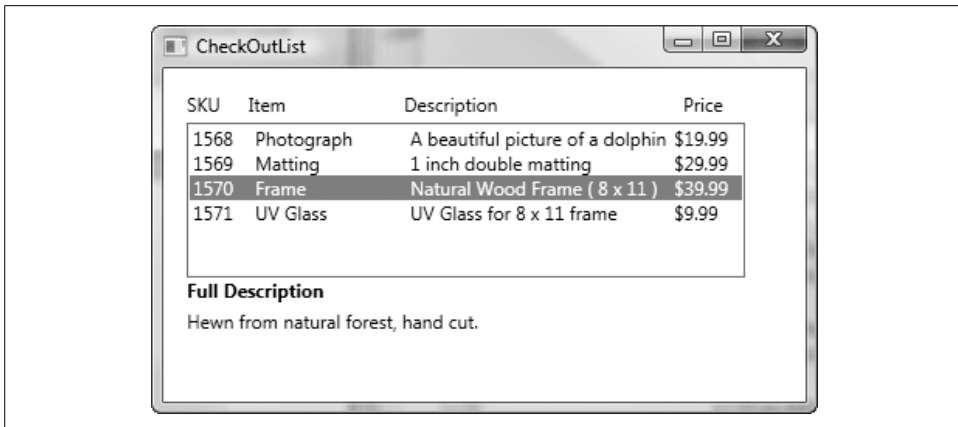 CheckOutList
SKU Item Description Price
1568 Photograph A beautiful picture of a dolphin $19.99
1569 Matting 1 inch double matting $29.99
1570 Frame Natural Wood Frame ( 8 x 11 ) $39.99
1571 UV Glass UV Glass for 8 x 11 frame $9.99
Full Description
Hewn from natural forest, hand cut.